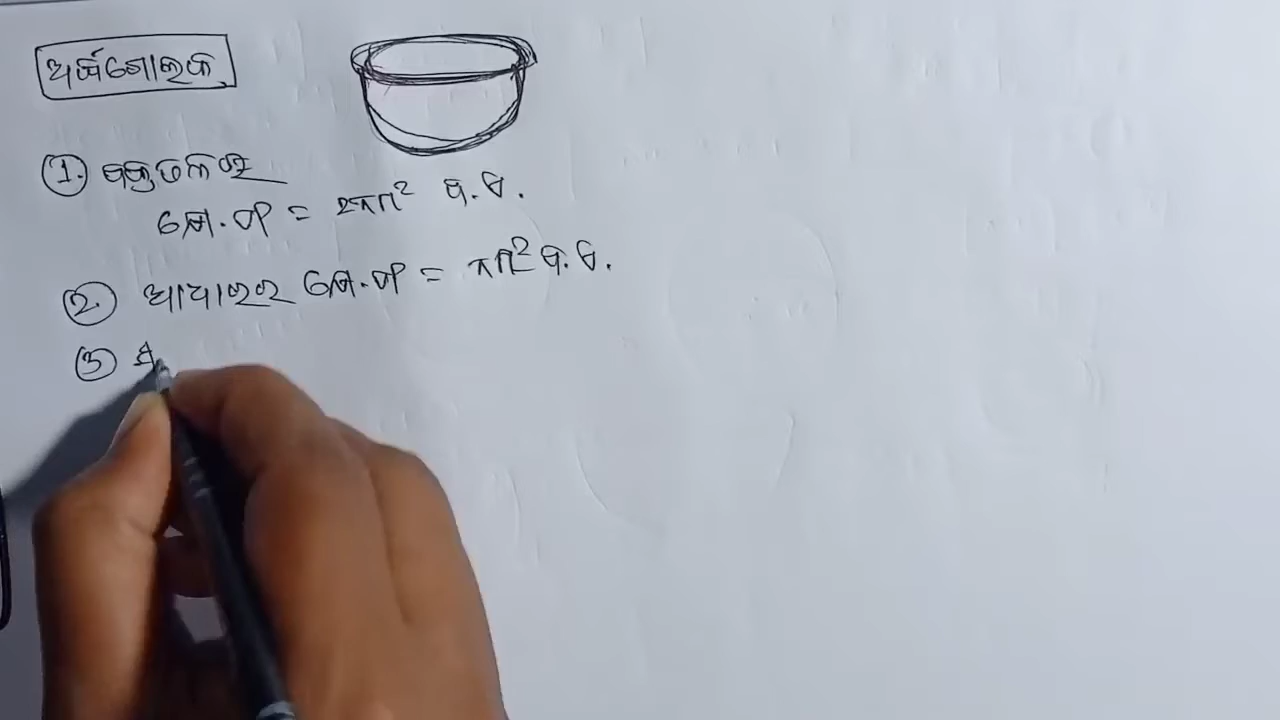 ଅର୍ଦ୍ଧଗୋଲକ
1. ବକ୍ରତଳର
କ୍ଷେ.ଫ = 2πr² ବ.ଏ.
2. ଆଧାରର କ୍ଷେ.ଫ = πr² ବ.ଏ.
3